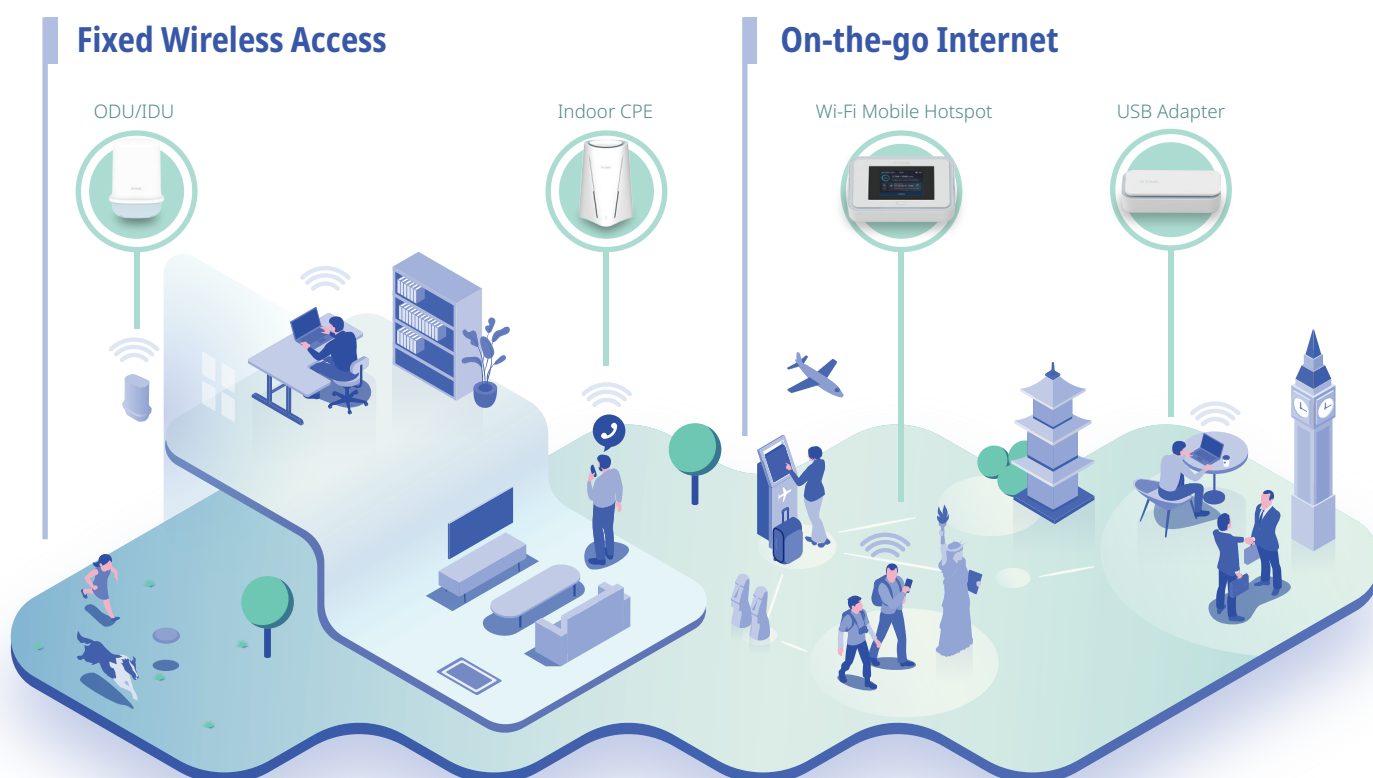 Fixed Wireless Access
On-the-go Internet
ODU/IDU
Indoor CPE
Wi-Fi Mobile Hotspot
USB Adapter